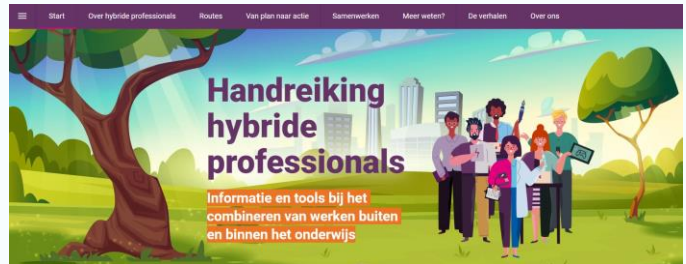 Start Over hybride professionals Routes Van plan naar actie Samenwerken Meer weten? De verhalen Over ons
Handreiking
hybride
professionals
Informatie en tools bij het
combineren van werken buiten
en binnen het onderwijs